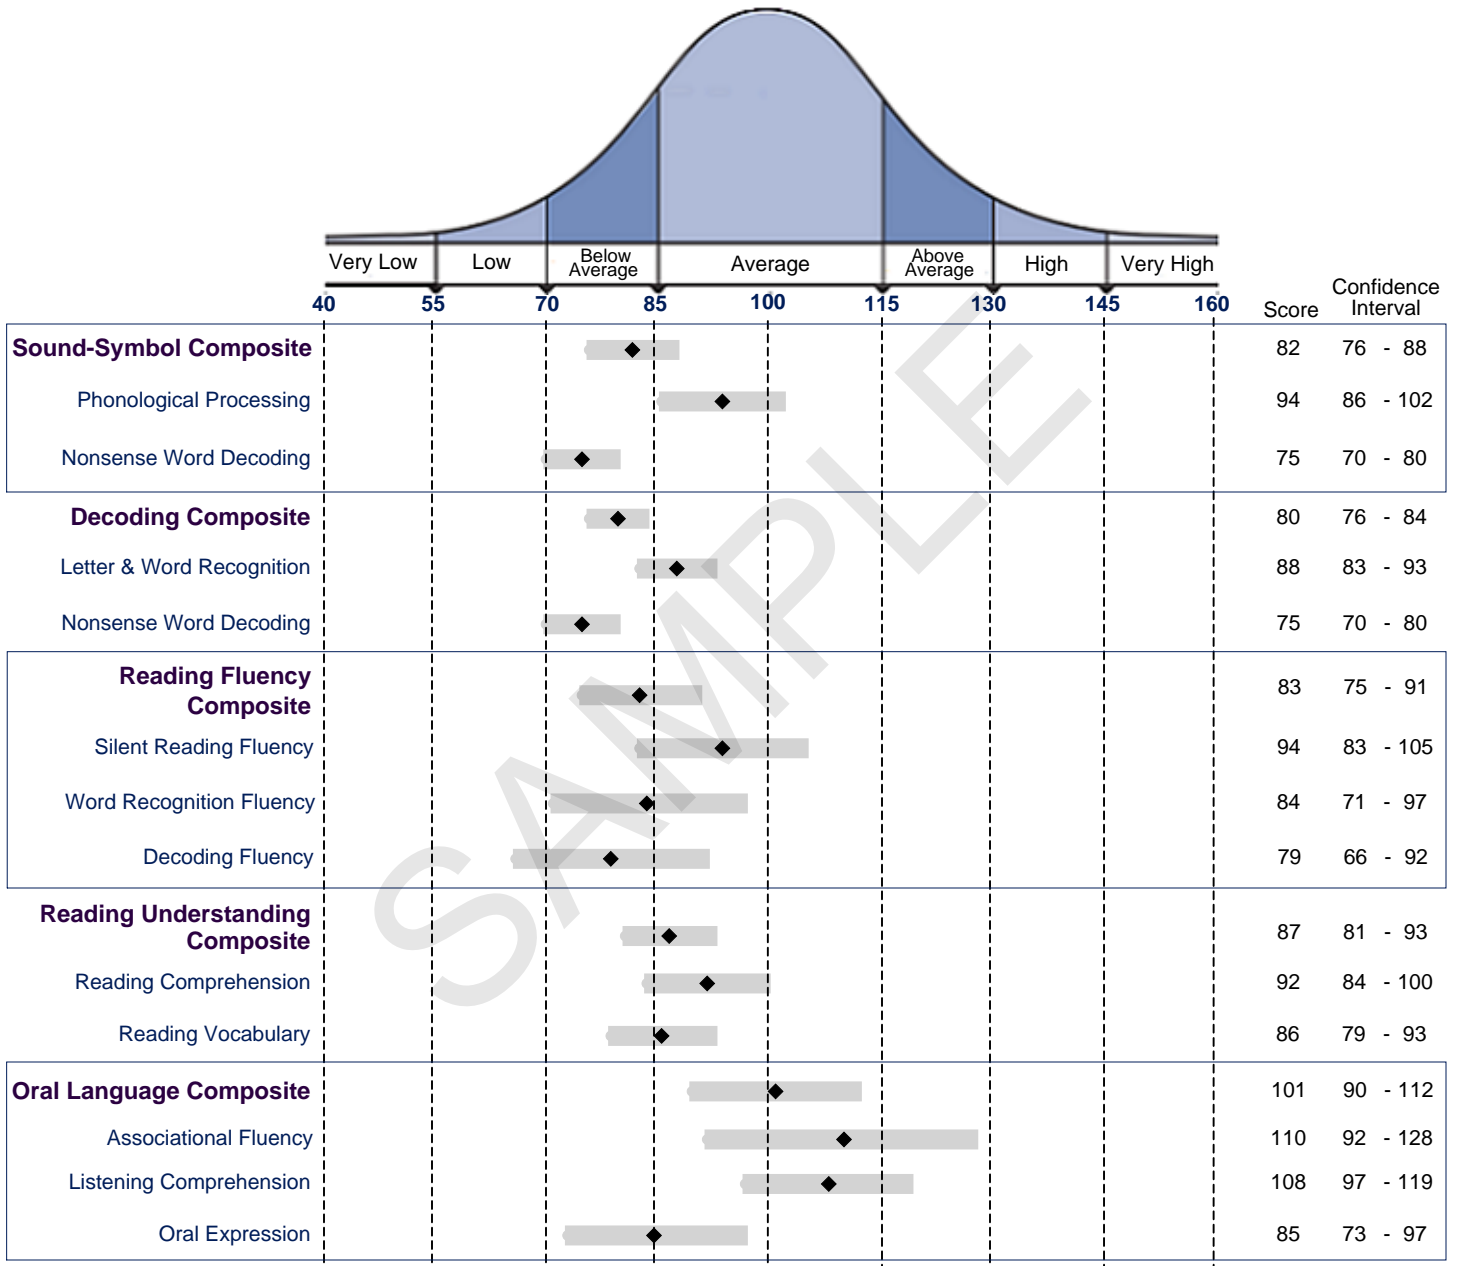 Very Low Low Below Average Average Above Average High Very High
40 55 70 85 100 115 130 145 160 Score Confidence Interval
Sound-Symbol Composite 82 76 - 88
Phonological Processing 94 86 - 102
Nonsense Word Decoding 75 70 - 80
Decoding Composite 80 76 - 84
Letter & Word Recognition 88 83 - 93
Nonsense Word Decoding 75 70 - 80
Reading Fluency
Composite 83 75 - 91
Silent Reading Fluency 94 83 - 105
Word Recognition Fluency 84 71 - 97
Decoding Fluency 79 66 - 92
Reading Understanding
Composite 87 81 - 93
Reading Comprehension 92 84 - 100
Reading Vocabulary 86 79 - 93
Oral Language Composite 101 90 - 112
Associational Fluency 110 92 - 128
Listening Comprehension 108 97 - 119
Oral Expression 85 73 - 97
SAMPLE